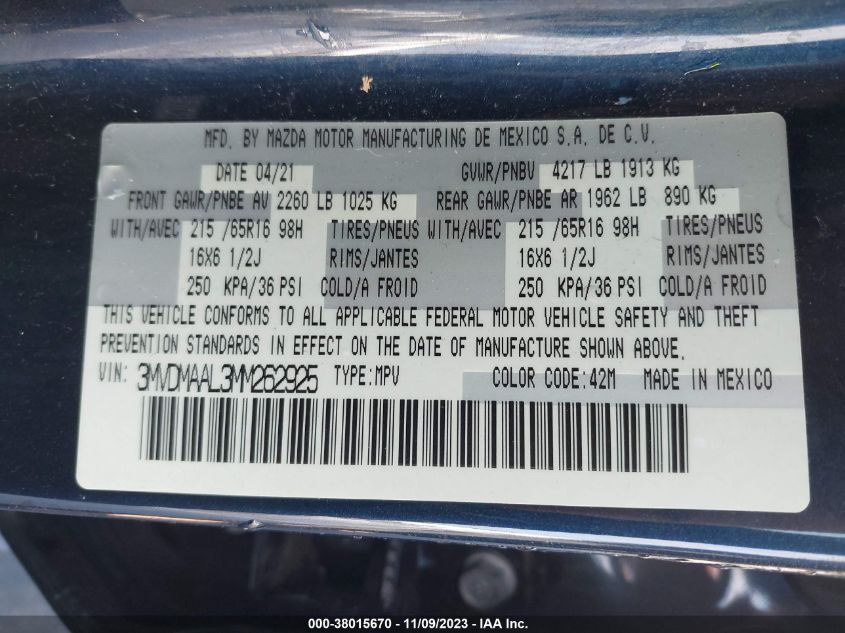 MFD. BY MAZDA MOTOR MANUFACTURING DE MEXICO S.A. DE C.V.
DATE 04/21 GVWR/PNBV 4217 LB 1913 KG
FRONT GAWR/PNBE AV 2260 LB 1025 KG REAR GAWR/PNBE AR 1962 LB 890 KG
WITH/AVEC 215 /65R16 98H TIRES/PNEUS WITH/AVEC 215 /65R16 98H TIRES/PNEUS
16X6 1/2J RIMS/JANTES 16X6 1/2J RIMS/JANTES
250 KPA/36 PSI COLD/A FROID 250 KPA/36 PSI COLD/A FROID
THIS VEHICLE CONFORMS TO ALL APPLICABLE FEDERAL MOTOR VEHICLE SAFETY AND THEFT
PREVENTION STANDARDS IN EFFECT ON THE DATE OF MANUFACTURE SHOWN ABOVE.
VIN: 3MVDMAAL3MM262925 TYPE:MPV COLOR CODE:42M MADE IN MEXICO
000-38015670 - 11/09/2023 - IAA Inc.